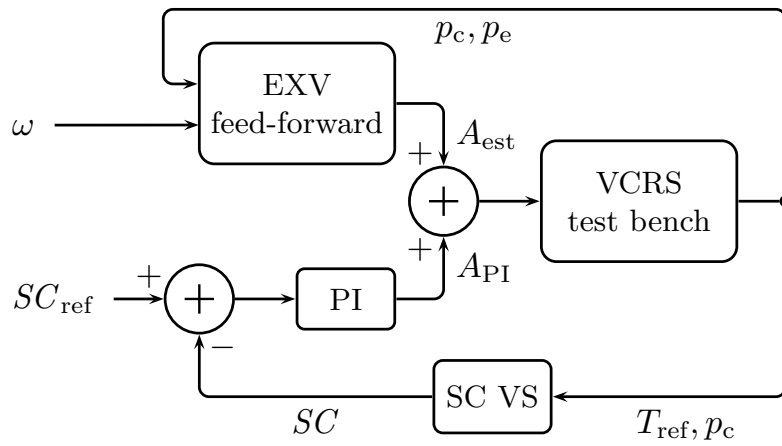 p_c, p_e
EXV
feed-forward
ω
A_est
+
+
VCRS
test bench
+
A_PI
+
SC_ref
+
PI
−
SC VS
SC
T_ref, p_c